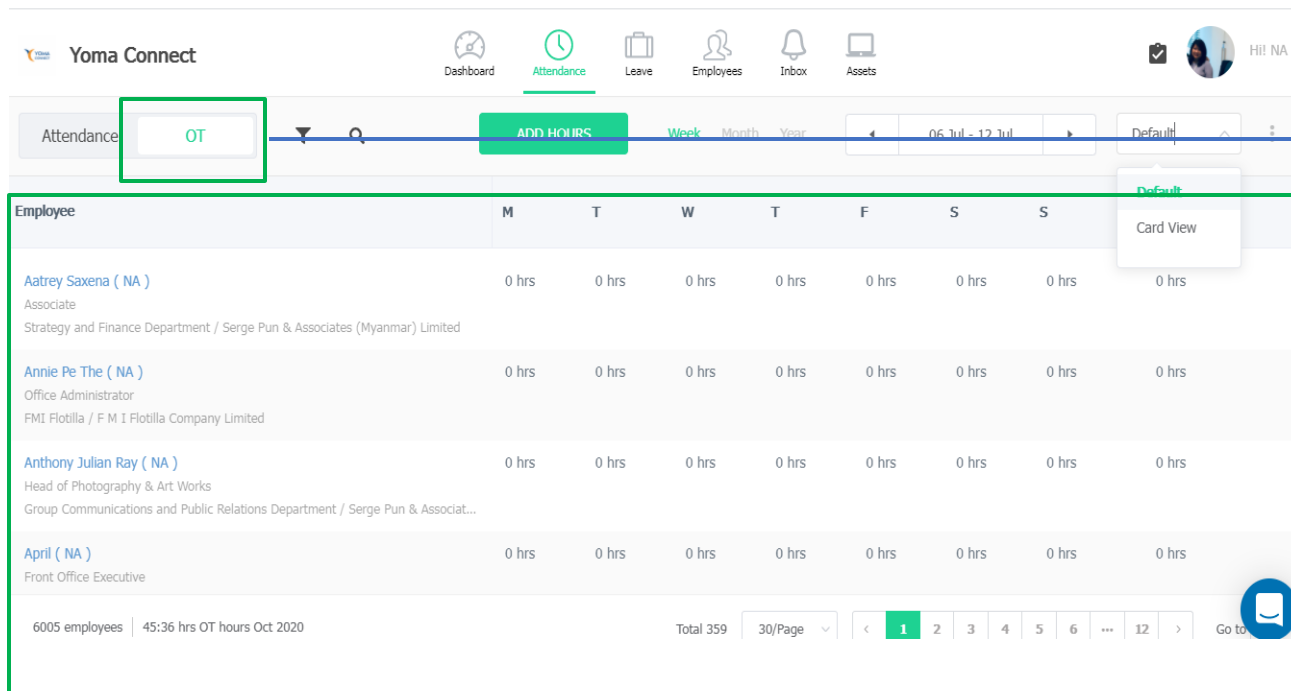 Yoma Connect
Dashboard
Attendance
Leave
Employees
Inbox
Assets
Hi! NA
Attendance
OT
ADD HOURS
Week
Month
Year
06 Jul - 12 Jul
Default
Default
Card View
Employee M T W T F S S
Aatrey Saxena ( NA ) 0 hrs 0 hrs 0 hrs 0 hrs 0 hrs 0 hrs 0 hrs 0 hrs
Associate
Strategy and Finance Department / Serge Pun & Associates (Myanmar) Limited
Annie Pe The ( NA ) 0 hrs 0 hrs 0 hrs 0 hrs 0 hrs 0 hrs 0 hrs 0 hrs
Office Administrator
FMI Flotilla / F M I Flotilla Company Limited
Anthony Julian Ray ( NA ) 0 hrs 0 hrs 0 hrs 0 hrs 0 hrs 0 hrs 0 hrs 0 hrs
Head of Photography & Art Works
Group Communications and Public Relations Department / Serge Pun & Associat...
April ( NA ) 0 hrs 0 hrs 0 hrs 0 hrs 0 hrs 0 hrs 0 hrs 0 hrs
Front Office Executive
6005 employees 45:36 hrs OT hours Oct 2020
Total 359 30/Page 1 2 3 4 5 6 ... 12 Go to